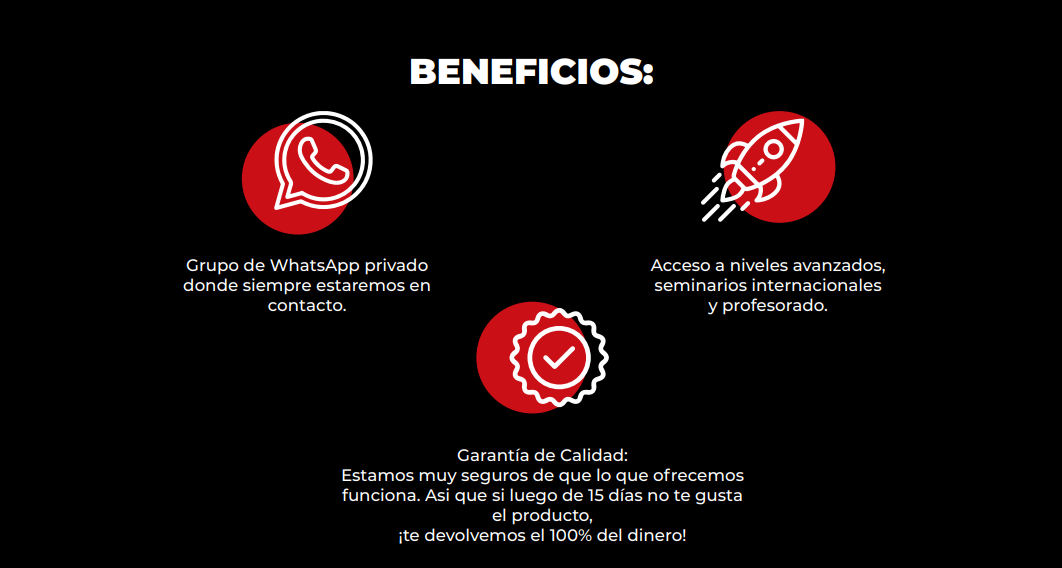 BENEFICIOS:
Grupo de WhatsApp privado
donde siempre estaremos en
contacto.
Acceso a niveles avanzados,
seminarios internacionales
y profesorado.
Garantía de Calidad:
Estamos muy seguros de que lo que ofrecemos
funciona. Asi que si luego de 15 días no te gusta
el producto,
¡te devolvemos el 100% del dinero!